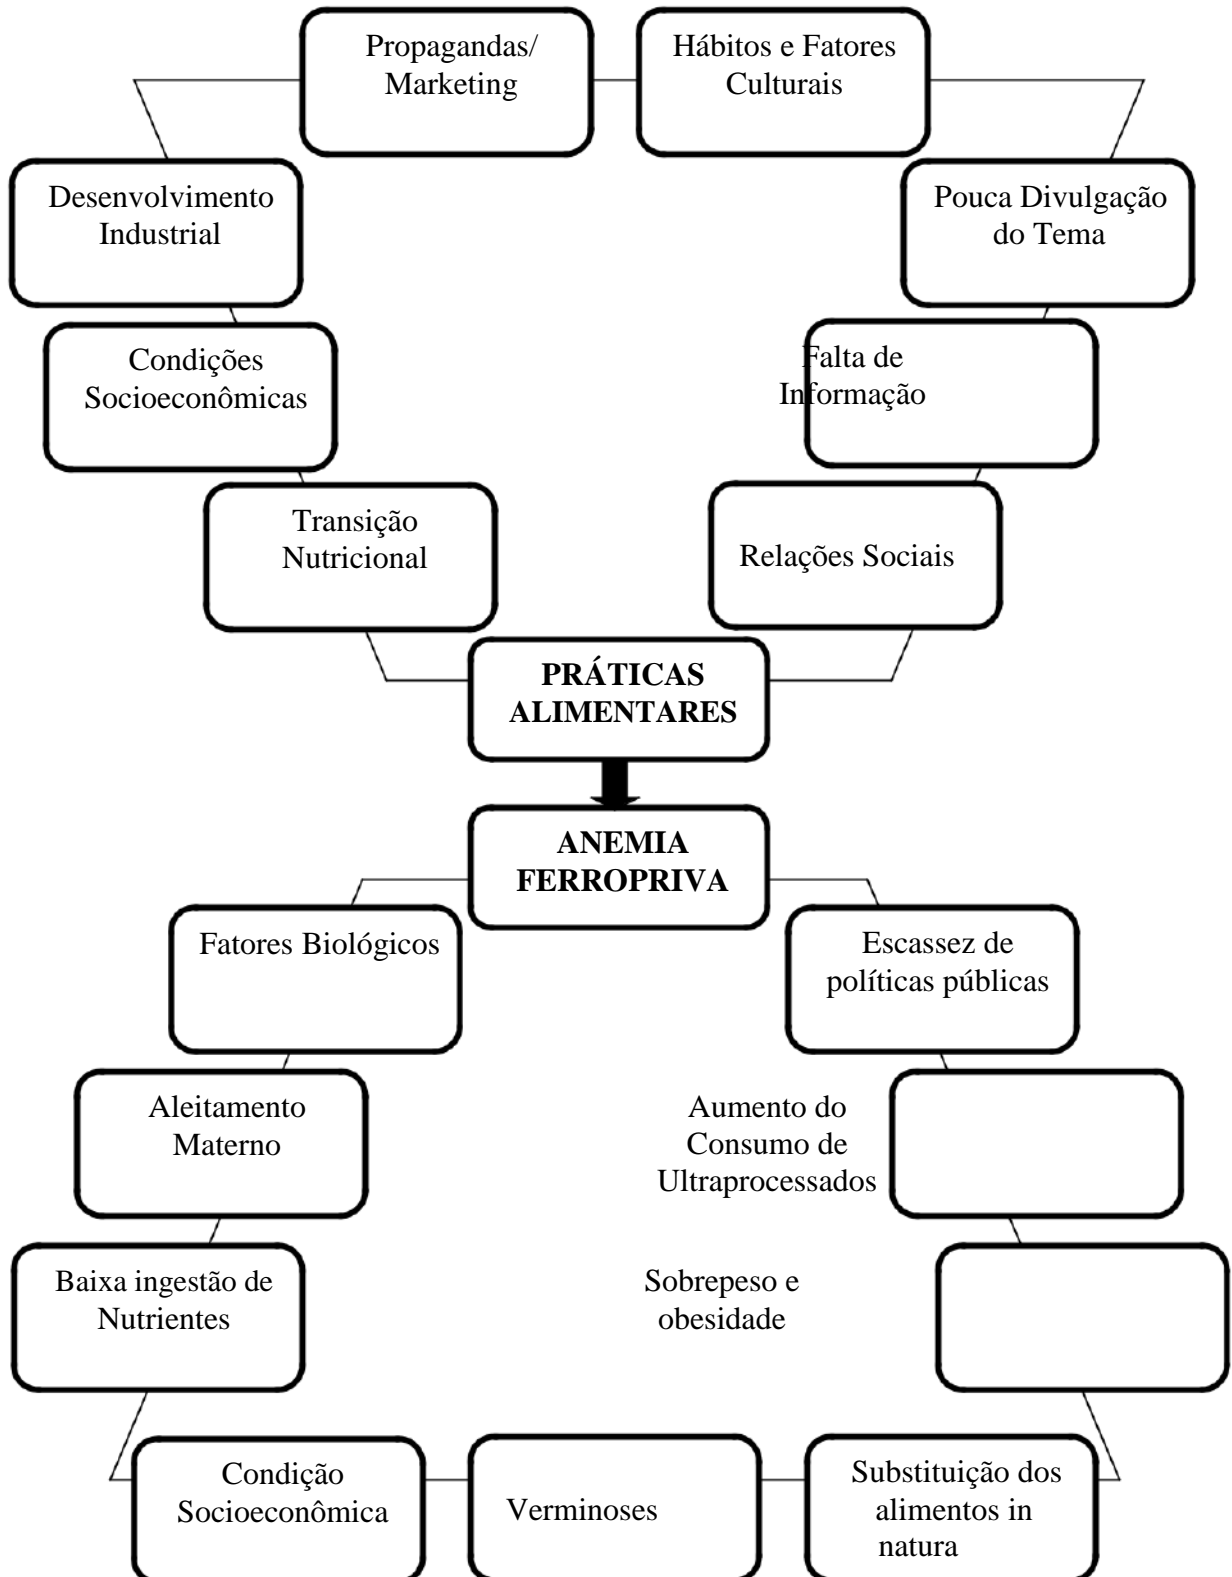 Propagandas/
Marketing
Hábitos e Fatores
Culturais
Desenvolvimento
Industrial
Pouca Divulgação
do Tema
Condições
Socioeconômicas
Falta de
Informação
Transição
Nutricional
Relações Sociais
PRÁTICAS
ALIMENTARES
ANEMIA
FERROPRIVA
Fatores Biológicos
Escassez de
políticas públicas
Aleitamento
Materno
Aumento do
Consumo de
Ultraprocessados
Baixa ingestão de
Nutrientes
Sobrepeso e
obesidade
Condição
Socioeconômica
Verminoses
Substituição dos
alimentos in
natura